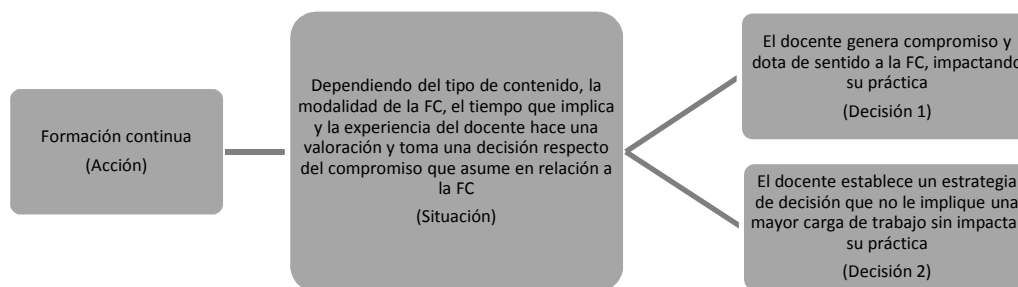 Formación continua
(Acción)
Dependiendo del tipo de contenido, la
modalidad de la FC, el tiempo que implica
y la experiencia del docente hace una
valoración y toma una decisión respecto
del compromiso que asume en relación a
la FC
(Situación)
El docente genera compromiso y
dota de sentido a la FC, impactando
su práctica
(Decisión 1)
El docente establece un estrategia
de decisión que no le implique una
mayor carga de trabajo sin impacta
su práctica
(Decisión 2)